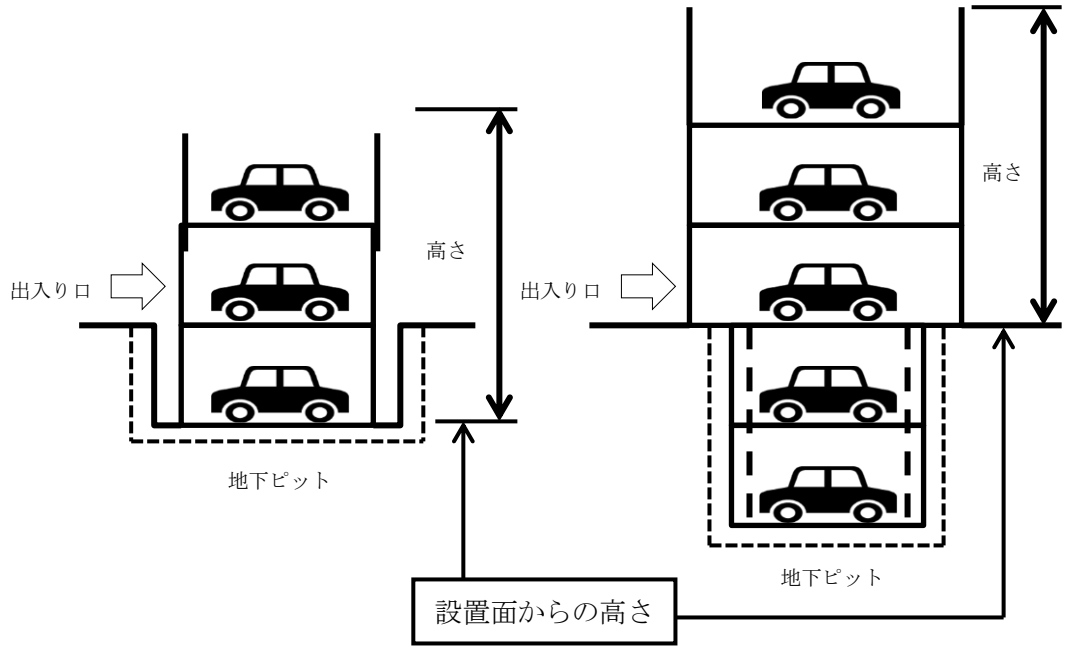 高さ
出入り口
地下ピット
高さ
出入り口
地下ピット
設置面からの高さ